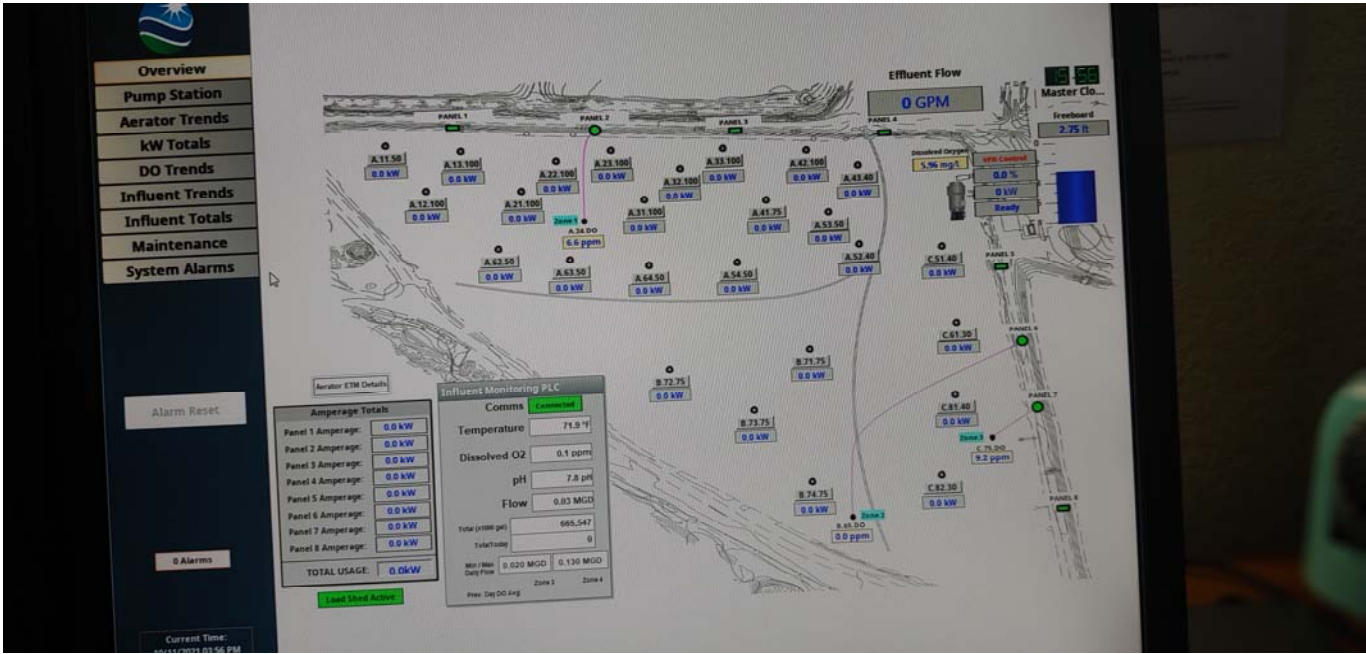 Overview
Pump Station
Aerator Trends
kW Totals
DO Trends
Influent Trends
Influent Totals
Maintenance
System Alarms
Alarm Reset
0 Alarms
Current Time:
10/11/2021 03:56 PM
Effluent Flow
0 GPM
15:56
Master Clo...
Freeboard
2.75 ft
PANEL 1
PANEL 2
PANEL 3
PANEL 4
Dissolved Oxygen
5.96 mg/l
VFD Control
0.0 %
0 kW
Ready
A.11.50
0.0 kW
A.13.100
0.0 kW
A.22.100
0.0 kW
A.23.100
0.0 kW
A.32.100
0.0 kW
A.33.100
0.0 kW
A.42.100
0.0 kW
A.43.40
0.0 kW
A.12.100
0.0 kW
A.21.100
0.0 kW
Zone 1
A.24.DO
6.6 ppm
A.31.100
0.0 kW
A.41.75
0.0 kW
A.53.50
0.0 kW
A.62.50
0.0 kW
A.63.50
0.0 kW
A.64.50
0.0 kW
A.54.50
0.0 kW
A.52.40
0.0 kW
C.51.40
0.0 kW
PANEL 5
C.61.30
0.0 kW
PANEL 6
B.72.75
0.0 kW
B.71.75
0.0 kW
B.73.75
0.0 kW
C.81.40
0.0 kW
PANEL 7
Zone 3
C.75.DO
9.2 ppm
B.74.75
0.0 kW
C.82.30
0.0 kW
PANEL 8
Zone 2
0.0 ppm
Aerator ETM Details
Amperage Totals
Panel 1 Amperage: 0.0 kW
Panel 2 Amperage: 0.0 kW
Panel 3 Amperage: 0.0 kW
Panel 4 Amperage: 0.0 kW
Panel 5 Amperage: 0.0 kW
Panel 6 Amperage: 0.0 kW
Panel 7 Amperage: 0.0 kW
Panel 8 Amperage: 0.0 kW
TOTAL USAGE: 0.0kW
Load Shed Active
Influent Monitoring PLC
Comms Connected
Temperature 71.9 °F
Dissolved O2 0.1 ppm
pH 7.8 pH
Flow 0.03 MGD
Total (x1000 gal) 665,547
TotalToday 0
Min / Max
Daily Flow 0.020 MGD 0.130 MGD
Zone 3 Zone 4
Prev. Day DO Avg